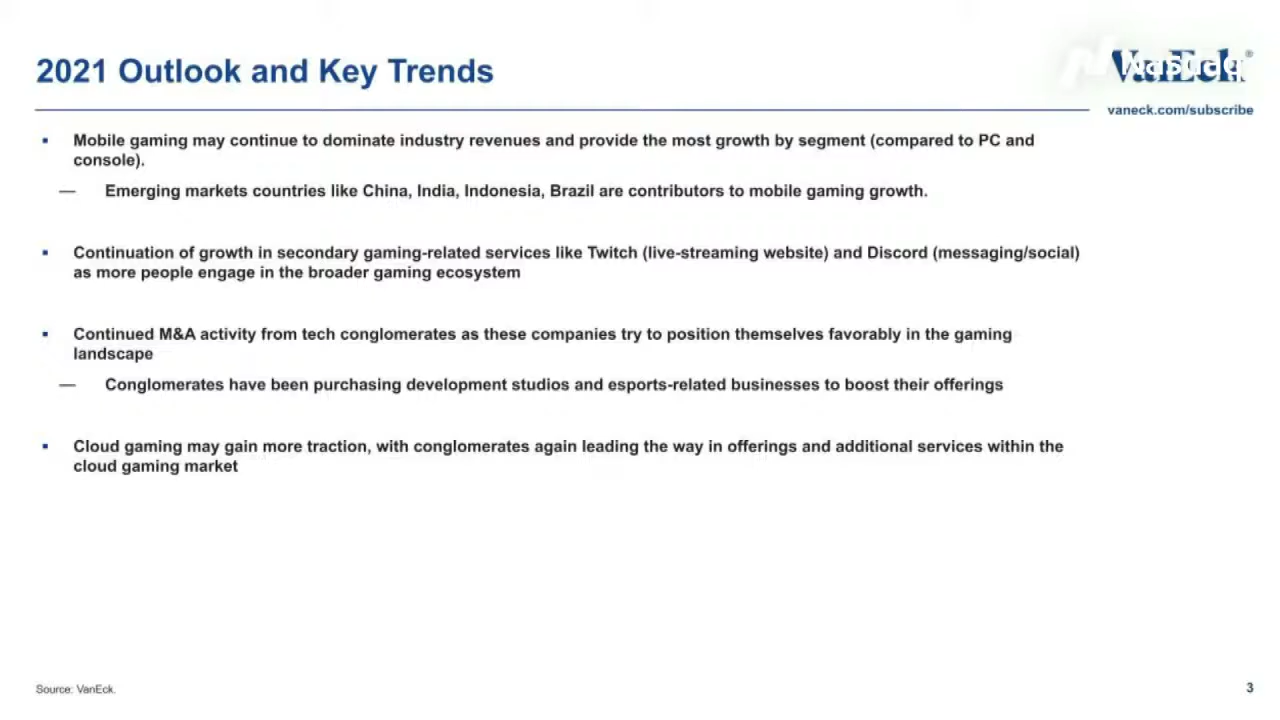 2021 Outlook and Key Trends
VanEck®
Nasdaq
vaneck.com/subscribe
▪ Mobile gaming may continue to dominate industry revenues and provide the most growth by segment (compared to PC and
console).
— Emerging markets countries like China, India, Indonesia, Brazil are contributors to mobile gaming growth.
▪ Continuation of growth in secondary gaming-related services like Twitch (live-streaming website) and Discord (messaging/social)
as more people engage in the broader gaming ecosystem
▪ Continued M&A activity from tech conglomerates as these companies try to position themselves favorably in the gaming
landscape
— Conglomerates have been purchasing development studios and esports-related businesses to boost their offerings
▪ Cloud gaming may gain more traction, with conglomerates again leading the way in offerings and additional services within the
cloud gaming market
Source: VanEck.
3